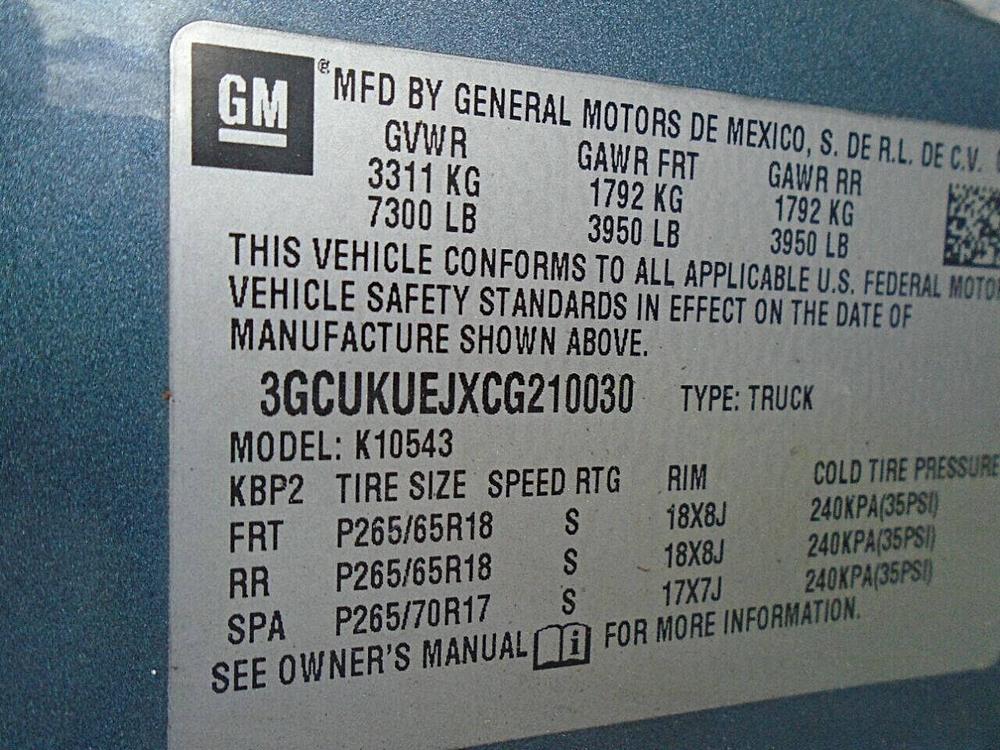 GM
® MFD BY GENERAL MOTORS DE MEXICO, S. DE R.L. DE C.V.
GVWR GAWR FRT GAWR RR
3311 KG 1792 KG 1792 KG
7300 LB 3950 LB 3950 LB
THIS VEHICLE CONFORMS TO ALL APPLICABLE U.S. FEDERAL MOTO
VEHICLE SAFETY STANDARDS IN EFFECT ON THE DATE OF
MANUFACTURE SHOWN ABOVE.
3GCUKUEJXCG210030 TYPE: TRUCK
MODEL: K10543
KBP2 TIRE SIZE SPEED RTG RIM COLD TIRE PRESSURE
FRT P265/65R18 S 18X8J 240KPA(35PSI)
RR P265/65R18 S 18X8J 240KPA(35PSI)
SPA P265/70R17 S 17X7J 240KPA(35PSI)
SEE OWNER'S MANUAL i FOR MORE INFORMATION.